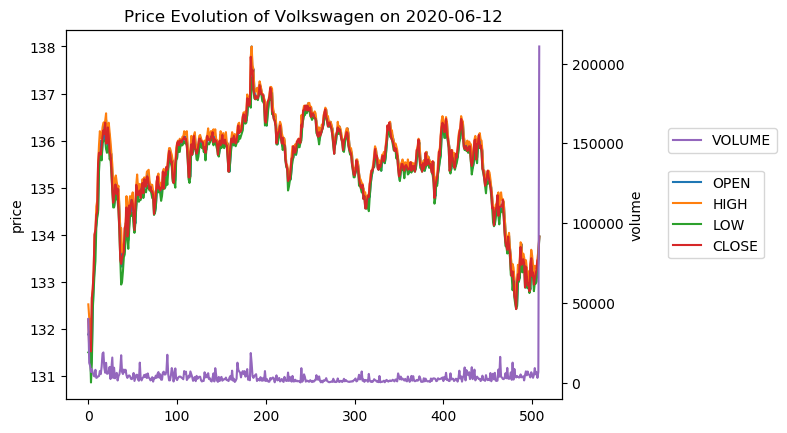 Price Evolution of Volkswagen on 2020-06-12
138
137
136
135
134
133
132
131
price
0
100
200
300
400
500
200000
150000
100000
50000
0
volume
VOLUME
OPEN
HIGH
LOW
CLOSE